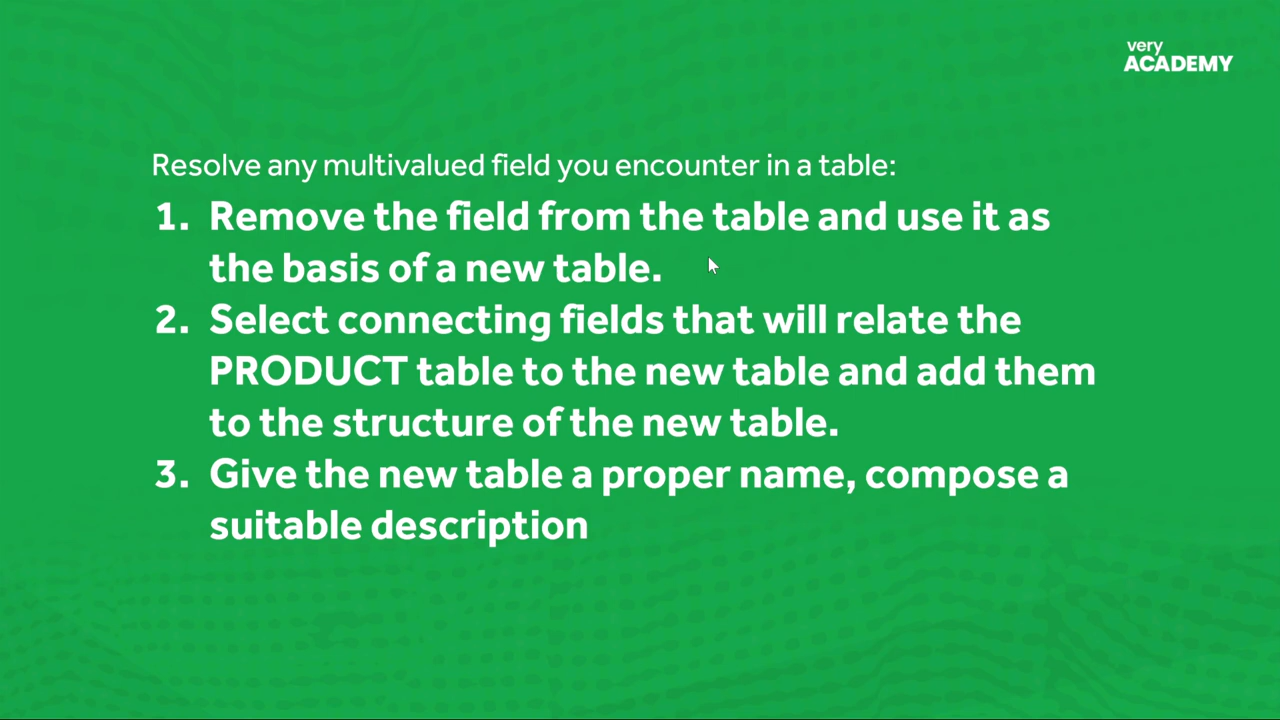 very
ACADEMY
Resolve any multivalued field you encounter in a table:
1. Remove the field from the table and use it as
the basis of a new table.
2. Select connecting fields that will relate the
PRODUCT table to the new table and add them
to the structure of the new table.
3. Give the new table a proper name, compose a
suitable description